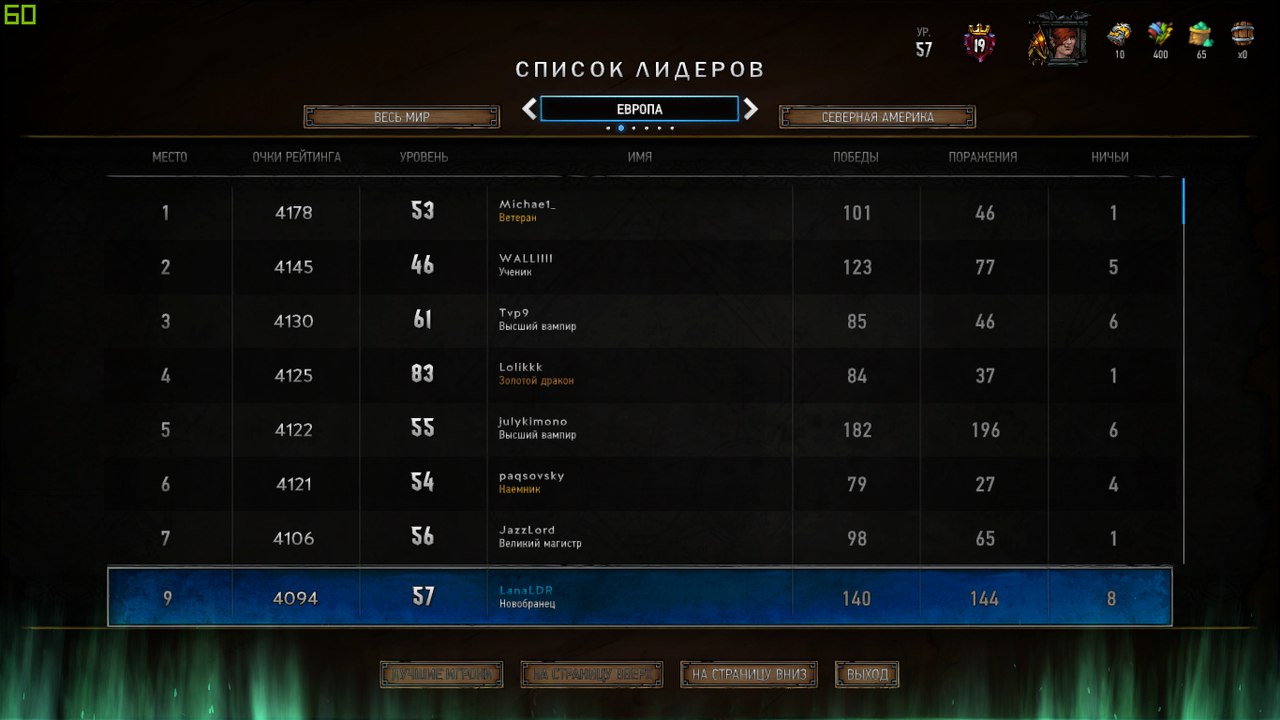 60
УР.
57
19
10
400
65
x0
СПИСОК ЛИДЕРОВ
ВЕСЬ МИР
ЕВРОПА
СЕВЕРНАЯ АМЕРИКА
МЕСТО ОЧКИ РЕЙТИНГА УРОВЕНЬ ИМЯ ПОБЕДЫ ПОРАЖЕНИЯ НИЧЬИ
1 4178 53 Michae1_ 101 46 1
Ветеран
2 4145 46 WALLIIII 123 77 5
Ученик
3 4130 61 Tvp9 85 46 6
Высший вампир
4 4125 83 Lolikkk 84 37 1
Золотой дракон
5 4122 55 julykimono 182 196 6
Высший вампир
6 4121 54 paqsovsky 79 27 4
Наемник
7 4106 56 JazzLord 98 65 1
Великий магистр
9 4094 57 LanaLDR 140 144 8
Новобранец
ЛУЧШИЕ ИГРОКИ
НА СТРАНИЦУ ВВЕРХ
НА СТРАНИЦУ ВНИЗ
ВЫХОД